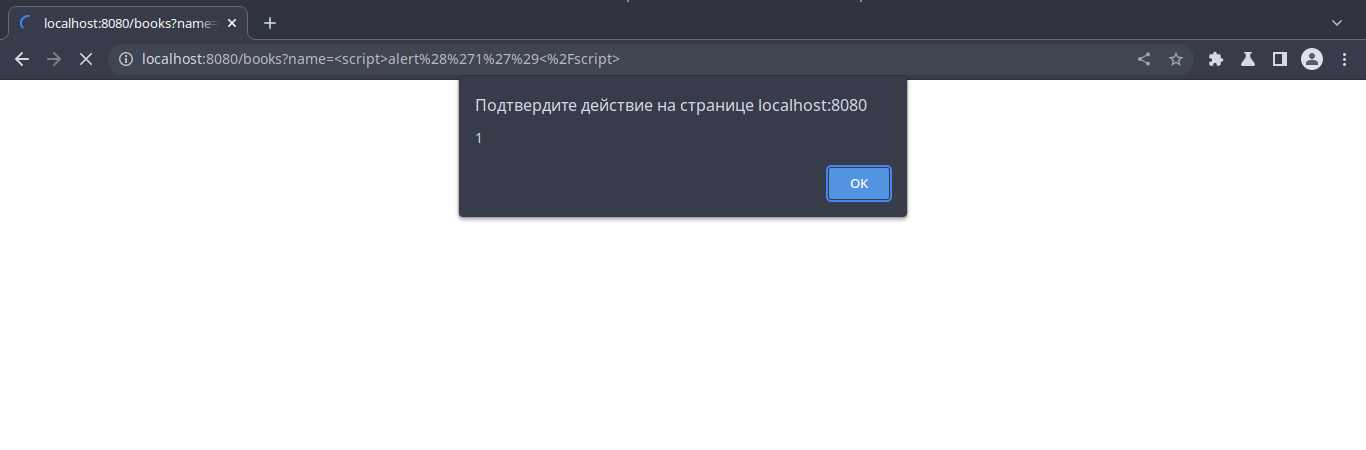 localhost:8080/books?name=
localhost:8080/books?name=<script>alert%28%271%27%29<%2Fscript>
Подтвердите действие на странице localhost:8080
1
ОК